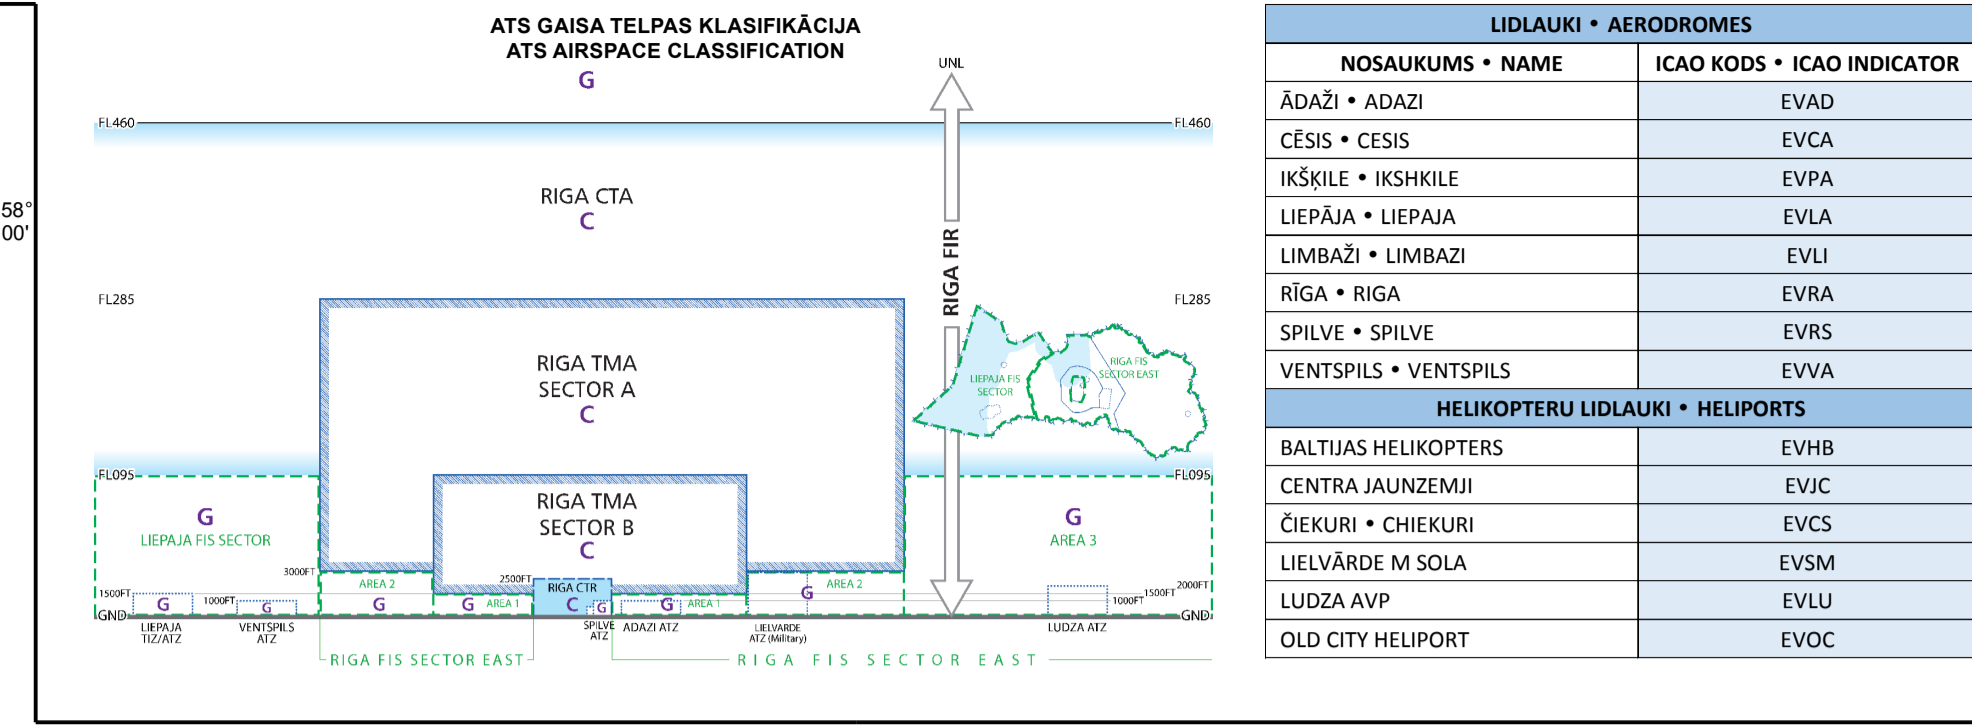 ATS GAISA TELPAS KLASIFIKĀCIJA
ATS AIRSPACE CLASSIFICATION
G
UNL
FL460
FL460
RIGA CTA
C
58°
00'
RIGA FIR
FL285
FL285
RIGA TMA
SECTOR A
C
LIEPAJA FIS
SECTOR
RIGA FIS
SECTOR EAST
FL095
FL095
RIGA TMA
SECTOR B
C
G
LIEPAJA FIS SECTOR
G
AREA 3
3000FT
AREA 2
2500FT
RIGA CTR
AREA 2
2000FT
1500FT
1500FT
G
1000FT
G
G
G
AREA 1
C
G
G
AREA 1
G
1000FT
GND
GND
LIEPAJA
TIZ/ATZ
VENTSPILS
ATZ
SPILVE
ATZ
ADAZI ATZ
LIELVARDE
ATZ (Military)
LUDZA ATZ
RIGA FIS SECTOR EAST
RIGA FIS SECTOR EAST
LIDLAUKI • AERODROMES
NOSAUKUMS • NAME ICAO KODS • ICAO INDICATOR
ĀDAŽI • ADAZI EVAD
CĒSIS • CESIS EVCA
IKŠĶILE • IKSHKILE EVPA
LIEPĀJA • LIEPAJA EVLA
LIMBAŽI • LIMBAZI EVLI
RĪGA • RIGA EVRA
SPILVE • SPILVE EVRS
VENTSPILS • VENTSPILS EVVA
HELIKOPTERU LIDLAUKI • HELIPORTS
BALTIJAS HELIKOPTERS EVHB
CENTRA JAUNZEMJI EVJC
ČIEKURI • CHIEKURI EVCS
LIELVĀRDE M SOLA EVSM
LUDZA AVP EVLU
OLD CITY HELIPORT EVOC